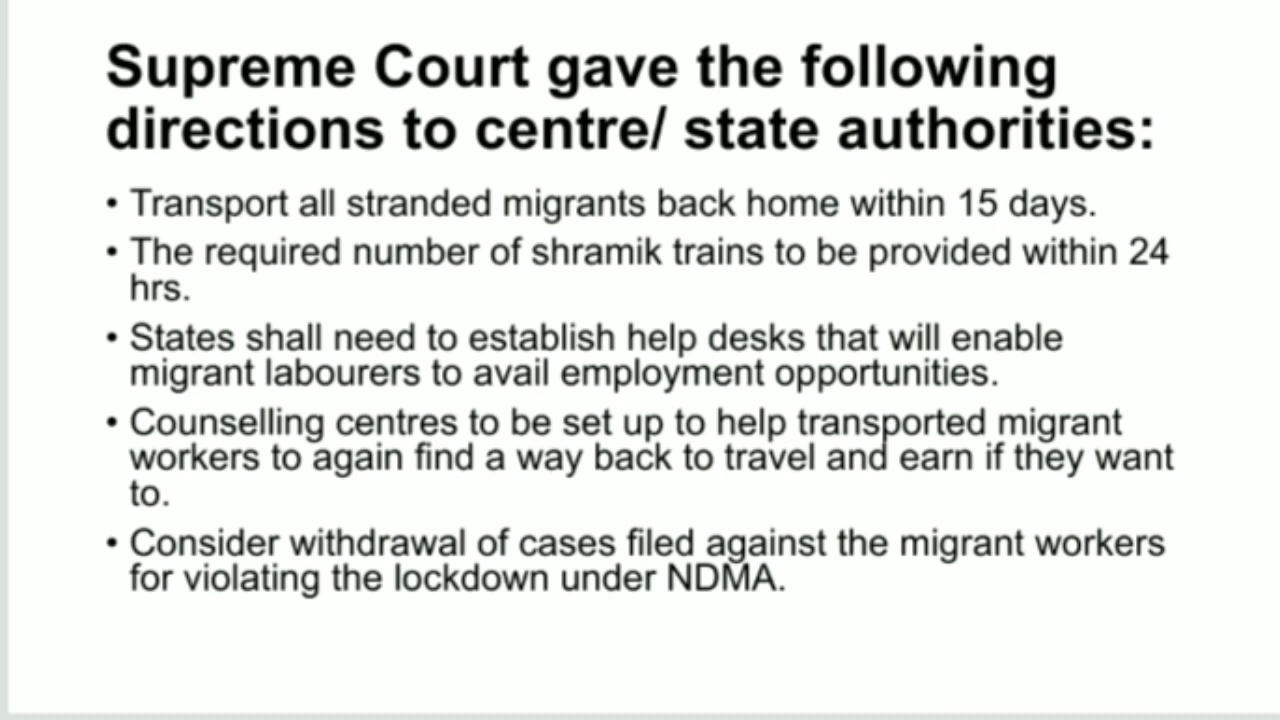 Supreme Court gave the following
directions to centre/ state authorities:
• Transport all stranded migrants back home within 15 days.
• The required number of shramik trains to be provided within 24
hrs.
• States shall need to establish help desks that will enable
migrant labourers to avail employment opportunities.
• Counselling centres to be set up to help transported migrant
workers to again find a way back to travel and earn if they want
to.
• Consider withdrawal of cases filed against the migrant workers
for violating the lockdown under NDMA.